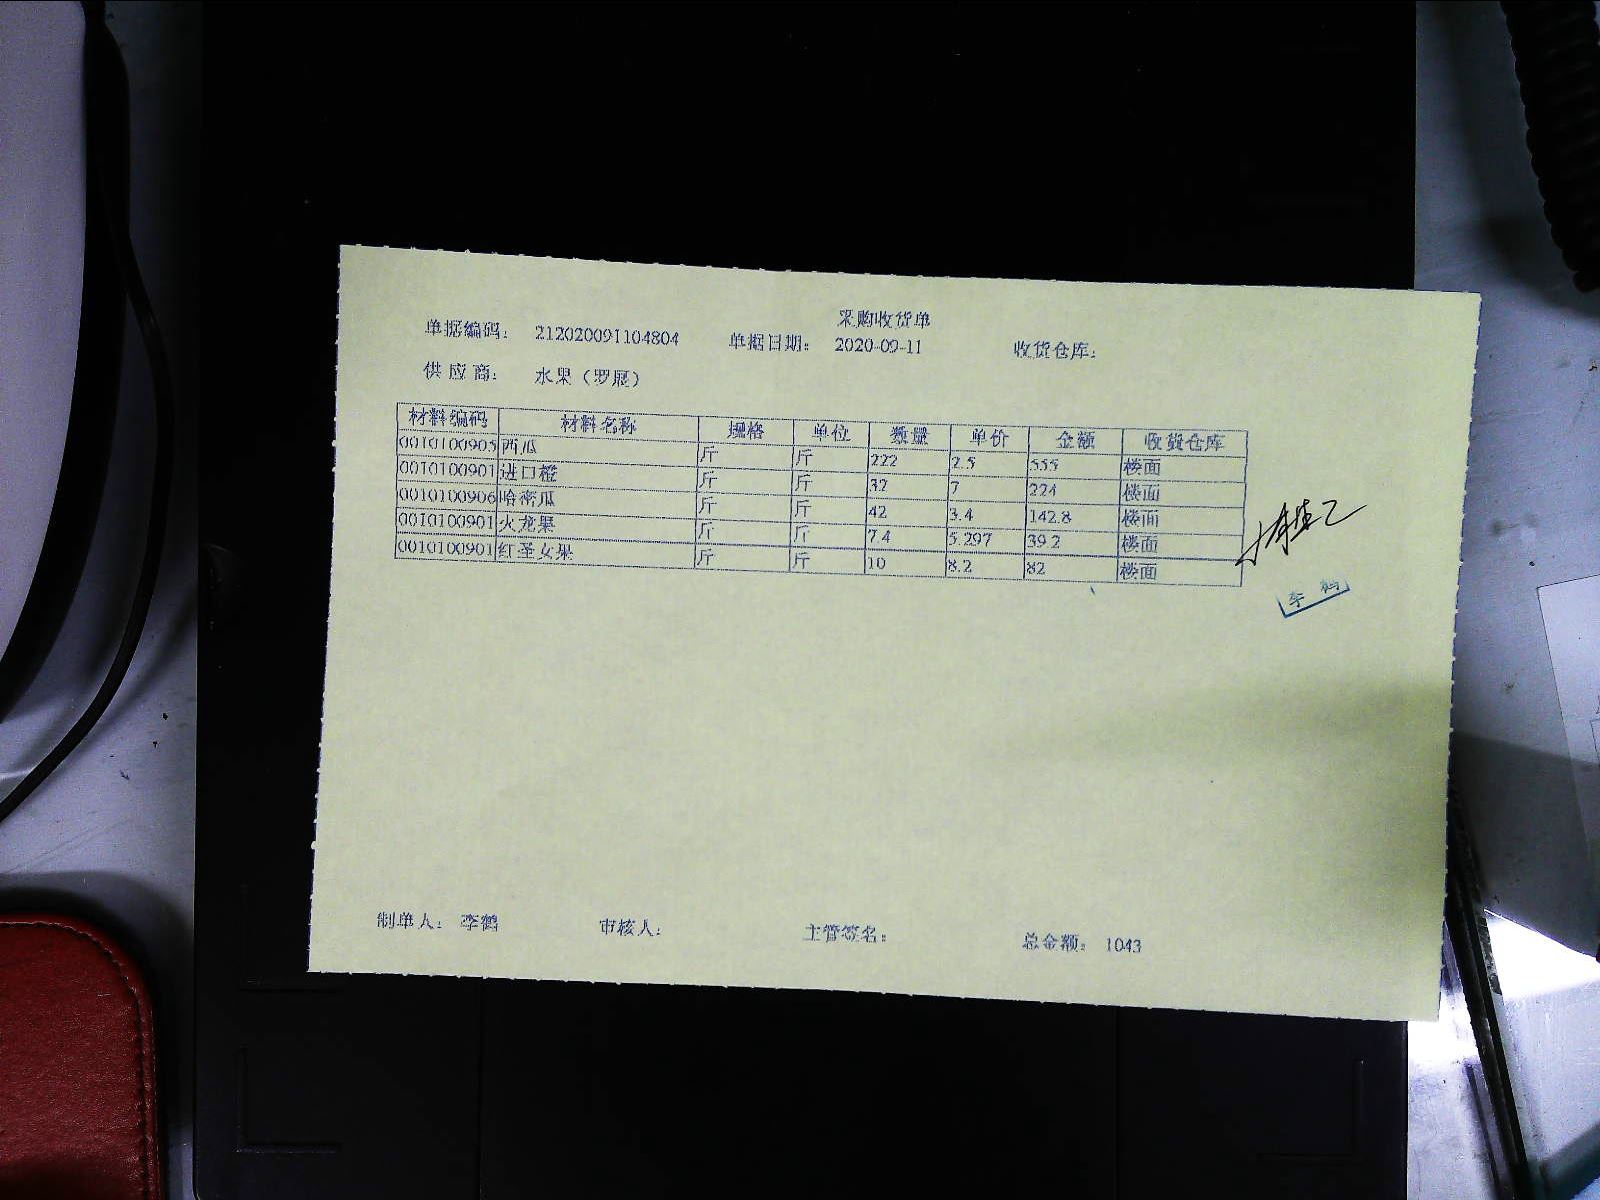 采购收货单
单据编码： 212020091104804 单据日期： 2020-09-11 收货仓库：
供应商： 水果（罗展）
材料编码 材料名称 规格 单位 数量 单价 金额 收货仓库
0010100905 西瓜 斤 斤 222 2.5 555 楼面
0010100901 进口橙 斤 斤 32 7 224 楼面
0010100906 哈密瓜 斤 斤 42 3.4 142.8 楼面
0010100901 火龙果 斤 斤 7.4 5.297 39.2 楼面
0010100901 红圣女果 斤 斤 10 8.2 82 楼面
李鹤
制单人： 李鹤 审核人： 主管签名： 总金额： 1043